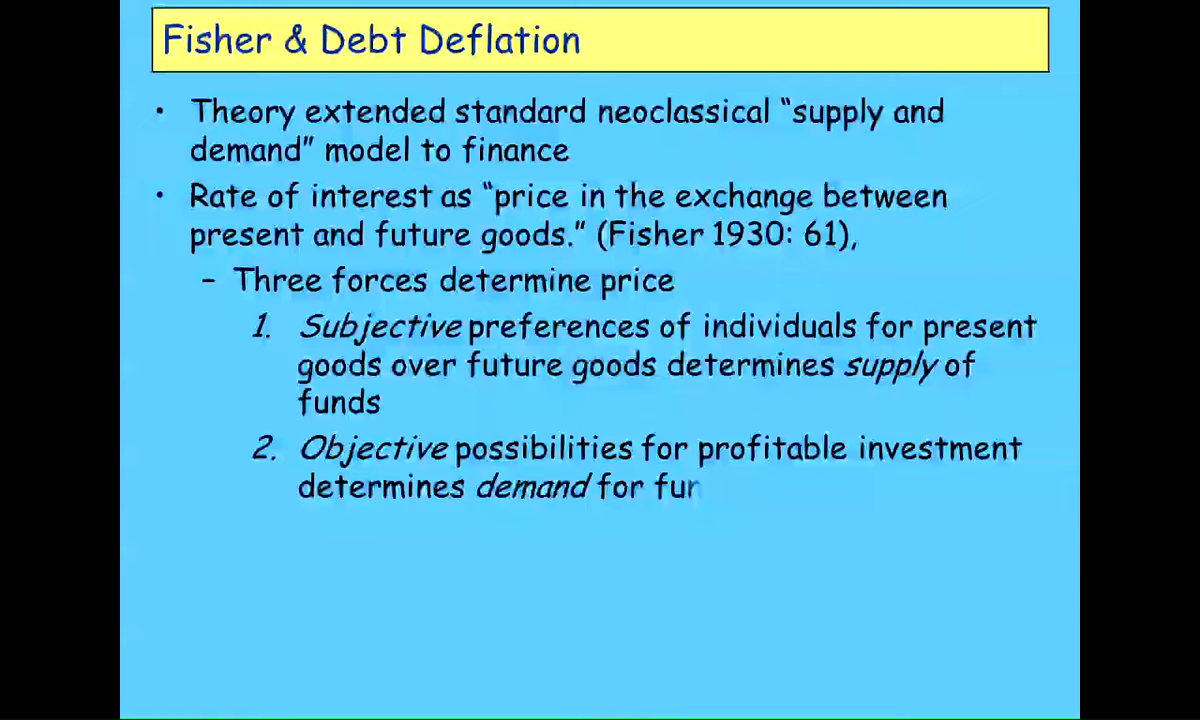 Fisher & Debt Deflation
• Theory extended standard neoclassical “supply and
demand” model to finance
• Rate of interest as “price in the exchange between
present and future goods.” (Fisher 1930: 61),
– Three forces determine price
1. Subjective preferences of individuals for present
goods over future goods determines supply of
funds
2. Objective possibilities for profitable investment
determines demand for fun